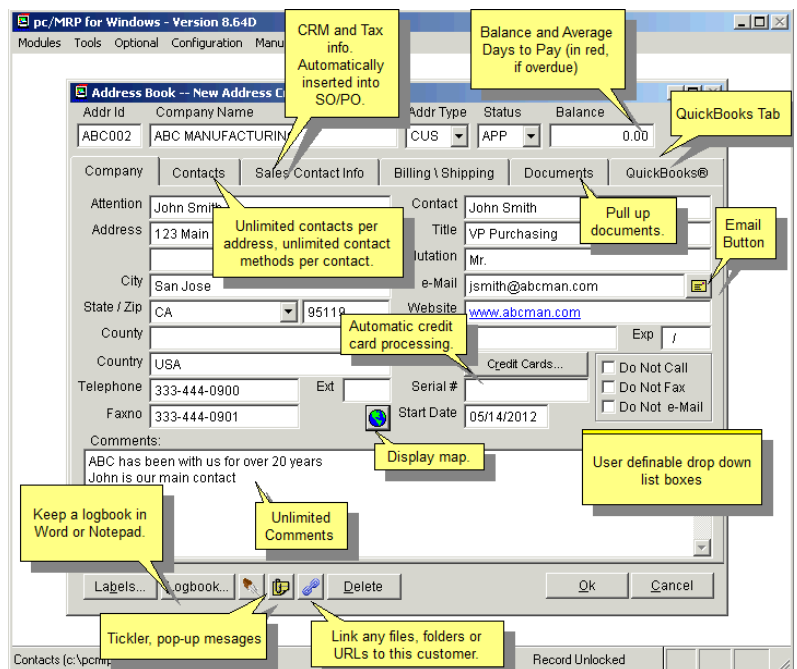 pc/MRP for Windows - Version 8.64D
Modules Tools Optional Configuration Manu
CRM and Tax
info.
Automatically
inserted into
SO/PO.
Balance and Average
Days to Pay (in red,
if overdue)
Address Book -- New Address
Addr Id Company Name Addr Type Status Balance
QuickBooks Tab
ABC002 ABC MANUFACTURING CUS APP 0.00
Company Contacts Sales Contact Info Billing \ Shipping Documents QuickBooks®
Attention John Smith Contact John Smith
Unlimited contacts per
address, unlimited contact
methods per contact.
Pull up
documents.
Email
Button
Address 123 Main Title VP Purchasing
lutation Mr.
City San Jose e-Mail jsmith@abcman.com
State / Zip CA 95119 Website www.abcman.com
Automatic credit
card processing.
County Exp /
Country USA Credit Cards... Do Not Call
Telephone 333-444-0900 Ext Serial # Do Not Fax
Faxno 333-444-0901 Start Date 05/14/2012 Do Not e-Mail
Comments:
Display map.
User definable drop down
list boxes
ABC has been with us for over 20 years
John is our main contact
Keep a logbook in
Word or Notepad.
Unlimited
Comments
Labels... Logbook... Delete Ok Cancel
Tickler, pop-up mesages
Link any files, folders or
URLs to this customer.
Contacts (c:\pcmrp Record Unlocked